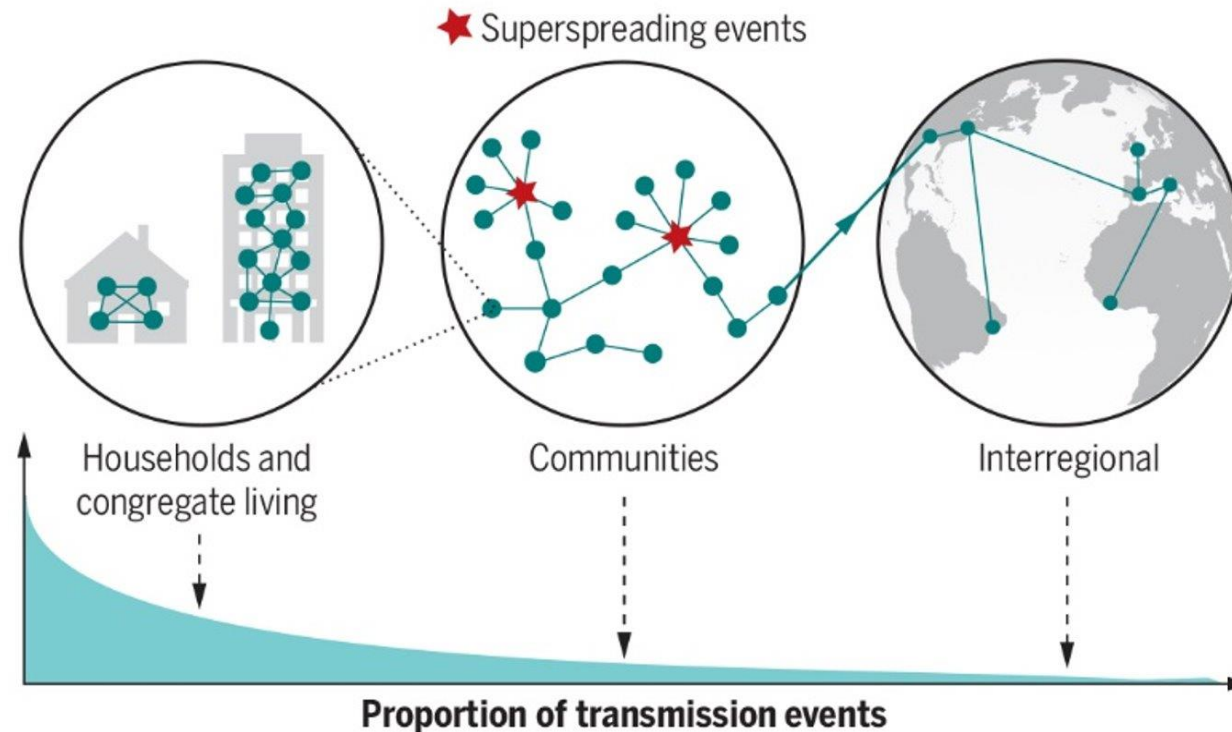 Superspreading events
Households and
congregate living
Communities
Interregional
Proportion of transmission events